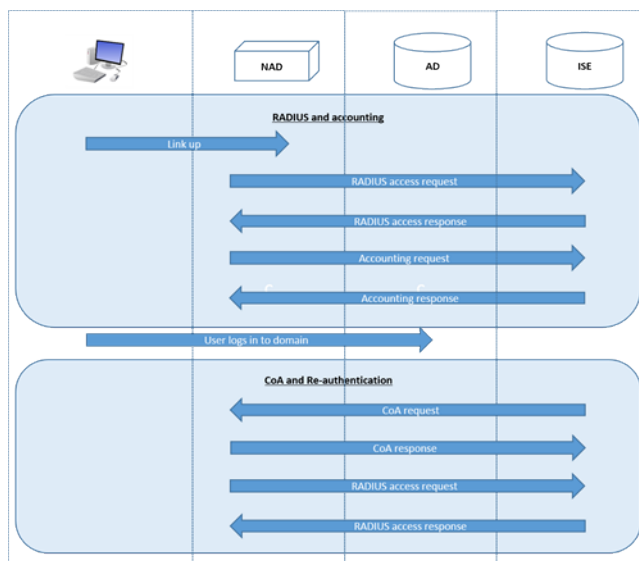 NAD
AD
ISE
RADIUS and accounting
Link up
RADIUS access request
RADIUS access response
Accounting request
C
C
Accounting response
User logs in to domain
CoA and Re-authentication
CoA request
CoA response
RADIUS access request
RADIUS access response